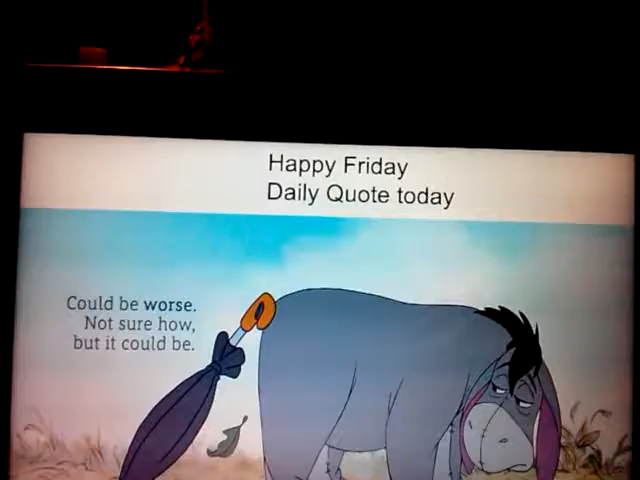 Happy Friday
Daily Quote today
Could be worse.
Not sure how,
but it could be.